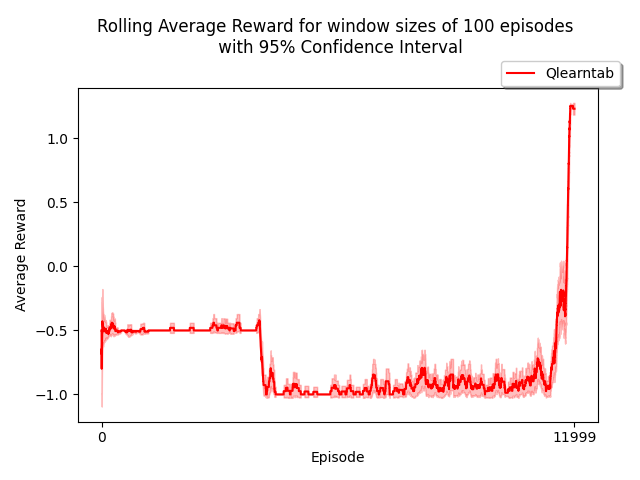 Rolling Average Reward for window sizes of 100 episodes
with 95% Confidence Interval
Qlearntab
1.0
0.5
0.0
−0.5
−1.0
Average Reward
0
11999
Episode